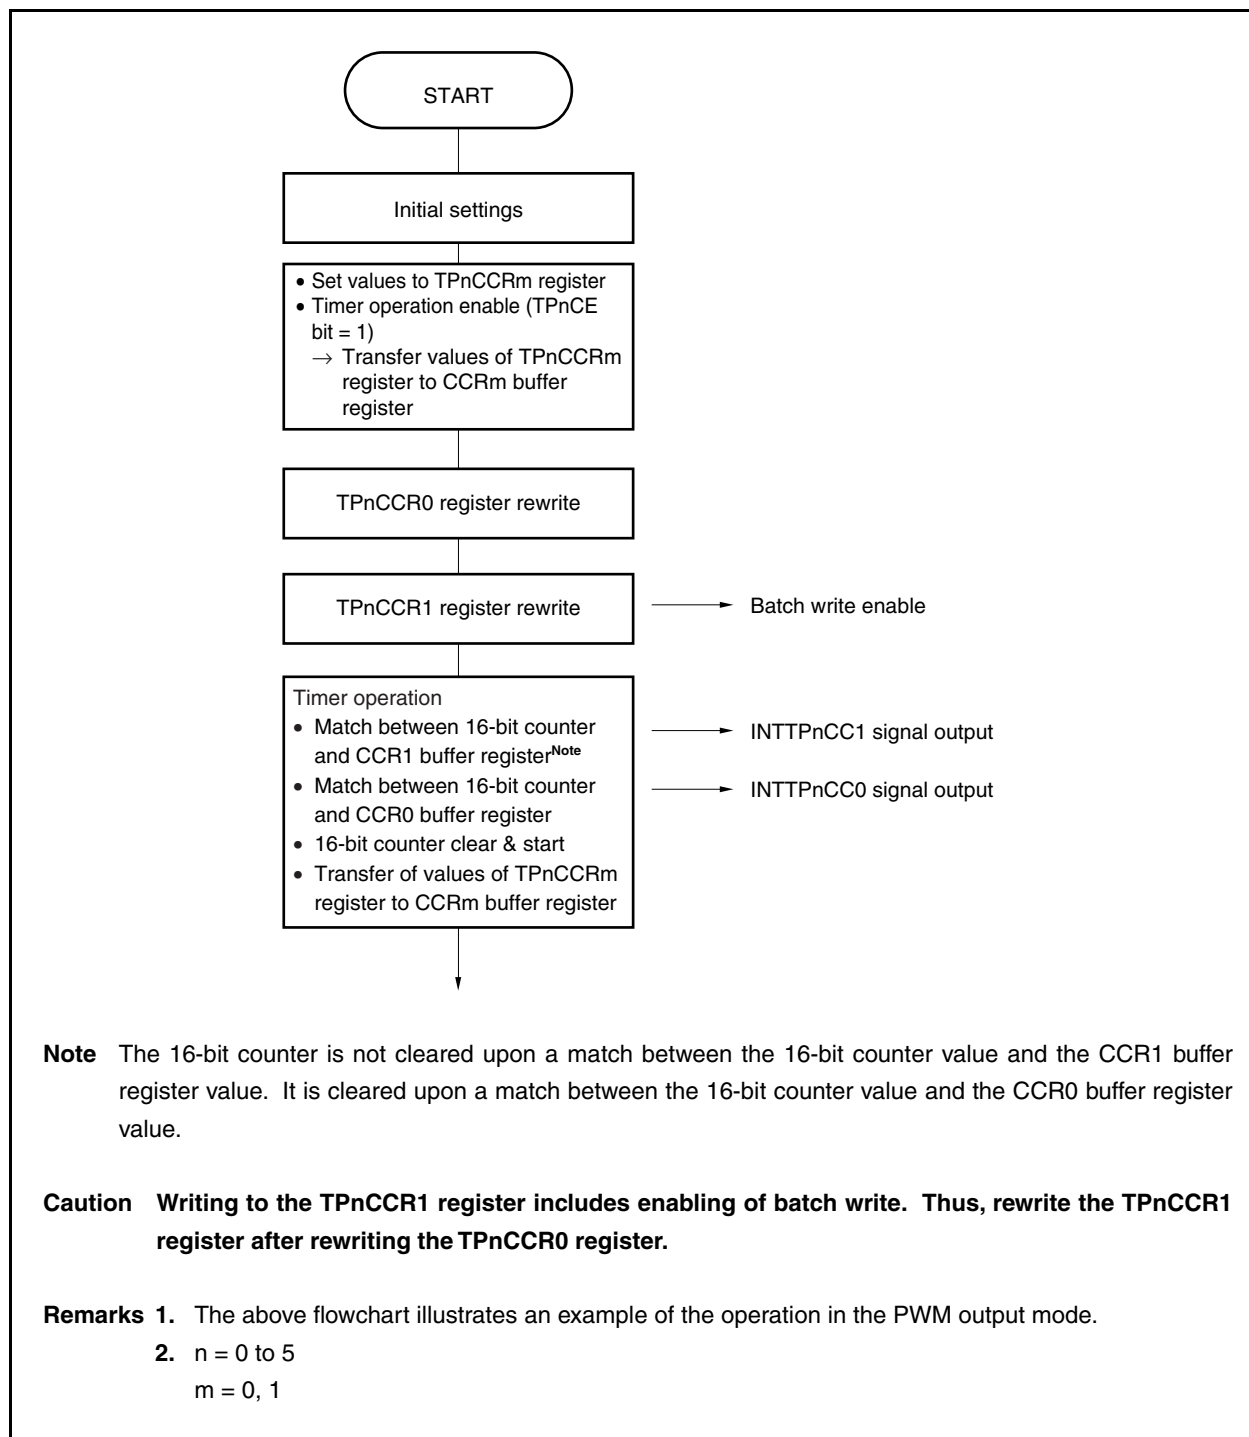 START
Initial settings
• Set values to TPnCCRm register
• Timer operation enable (TPnCE
bit = 1)
→ Transfer values of TPnCCRm
register to CCRm buffer
register
TPnCCR0 register rewrite
TPnCCR1 register rewrite
Batch write enable
Timer operation
• Match between 16-bit counter
and CCR1 buffer registerNote
INTTPnCC1 signal output
• Match between 16-bit counter
and CCR0 buffer register
INTTPnCC0 signal output
• 16-bit counter clear & start
• Transfer of values of TPnCCRm
register to CCRm buffer register
Note The 16-bit counter is not cleared upon a match between the 16-bit counter value and the CCR1 buffer
register value. It is cleared upon a match between the 16-bit counter value and the CCR0 buffer register
value.
Caution Writing to the TPnCCR1 register includes enabling of batch write. Thus, rewrite the TPnCCR1
register after rewriting the TPnCCR0 register.
Remarks 1. The above flowchart illustrates an example of the operation in the PWM output mode.
2. n = 0 to 5
m = 0, 1